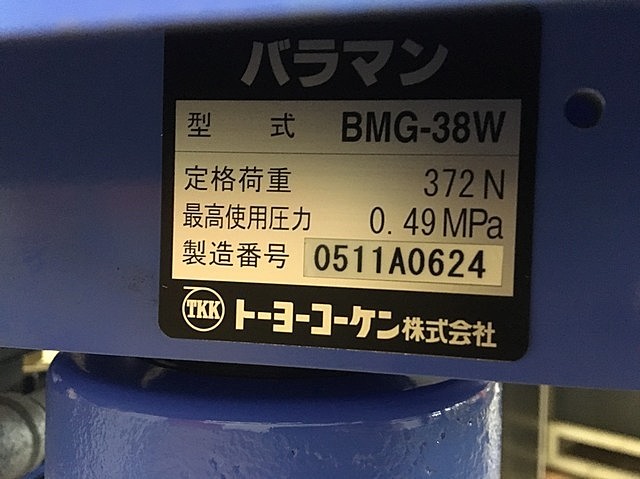 バラマン
型 式 BMG-38W
定格荷重 372 N
最高使用圧力 0.49 MPa
製造番号 0511A0624
TKK トーヨーコーケン株式会社